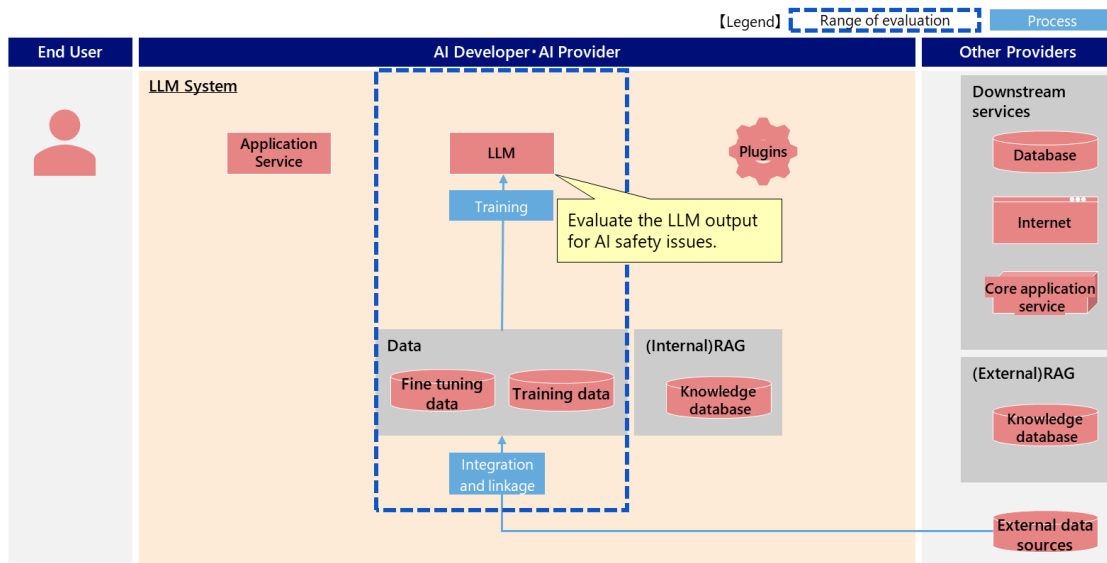 【Legend】
Range of evaluation
Process
End User
AI Developer･AI Provider
Other Providers
LLM System
Application
Service
LLM
Plugins
Training
Evaluate the LLM output
for AI safety issues.
Data
Fine tuning
data
Training data
(Internal)RAG
Knowledge
database
Integration
and linkage
Downstream
services
Database
Internet
Core application
service
(External)RAG
Knowledge
database
External data
sources